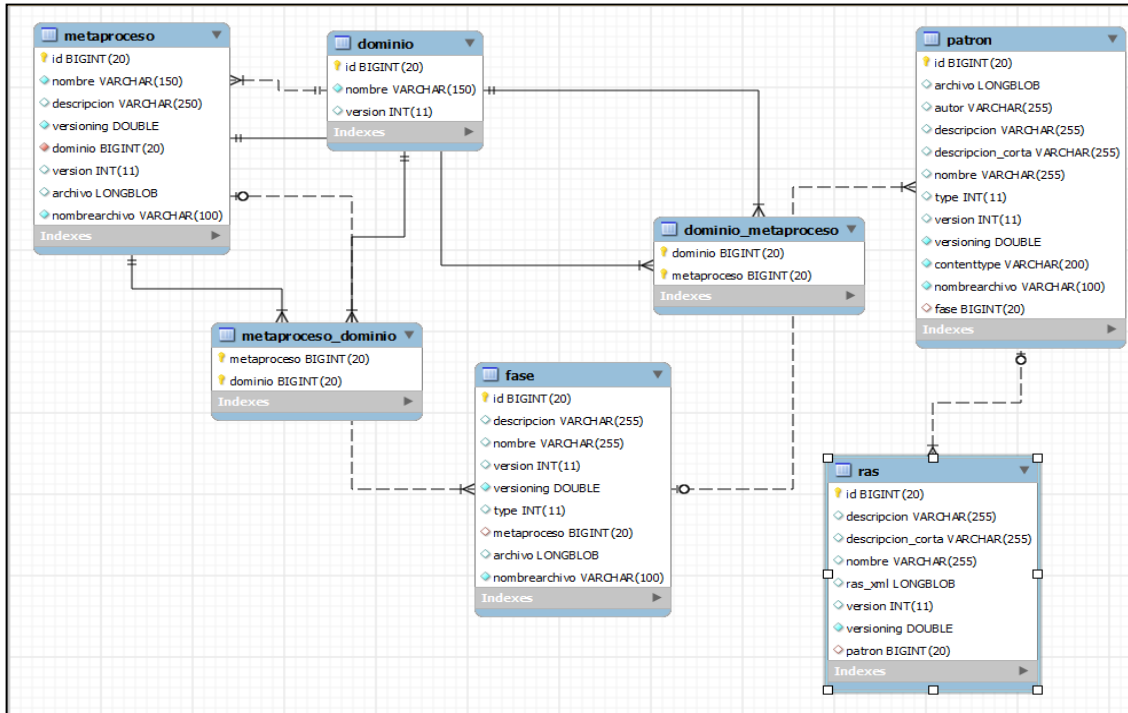 metaproceso
id BIGINT(20)
nombre VARCHAR(150)
descripcion VARCHAR(250)
versioning DOUBLE
dominio BIGINT(20)
version INT(11)
archivo LONGBLOB
nombrearchivo VARCHAR(100)
Indexes
dominio
id BIGINT(20)
nombre VARCHAR(150)
version INT(11)
Indexes
patron
id BIGINT(20)
archivo LONGBLOB
autor VARCHAR(255)
descripcion VARCHAR(255)
descripcion_corta VARCHAR(255)
nombre VARCHAR(255)
type INT(11)
version INT(11)
versioning DOUBLE
contenttype VARCHAR(200)
nombrearchivo VARCHAR(100)
fase BIGINT(20)
Indexes
dominio_metaproceso
dominio BIGINT(20)
metaproceso BIGINT(20)
Indexes
metaproceso_dominio
metaproceso BIGINT(20)
dominio BIGINT(20)
Indexes
fase
id BIGINT(20)
descripcion VARCHAR(255)
nombre VARCHAR(255)
version INT(11)
versioning DOUBLE
type INT(11)
metaproceso BIGINT(20)
archivo LONGBLOB
nombrearchivo VARCHAR(100)
Indexes
ras
id BIGINT(20)
descripcion VARCHAR(255)
descripcion_corta VARCHAR(255)
nombre VARCHAR(255)
ras_xml LONGBLOB
version INT(11)
versioning DOUBLE
patron BIGINT(20)
Indexes